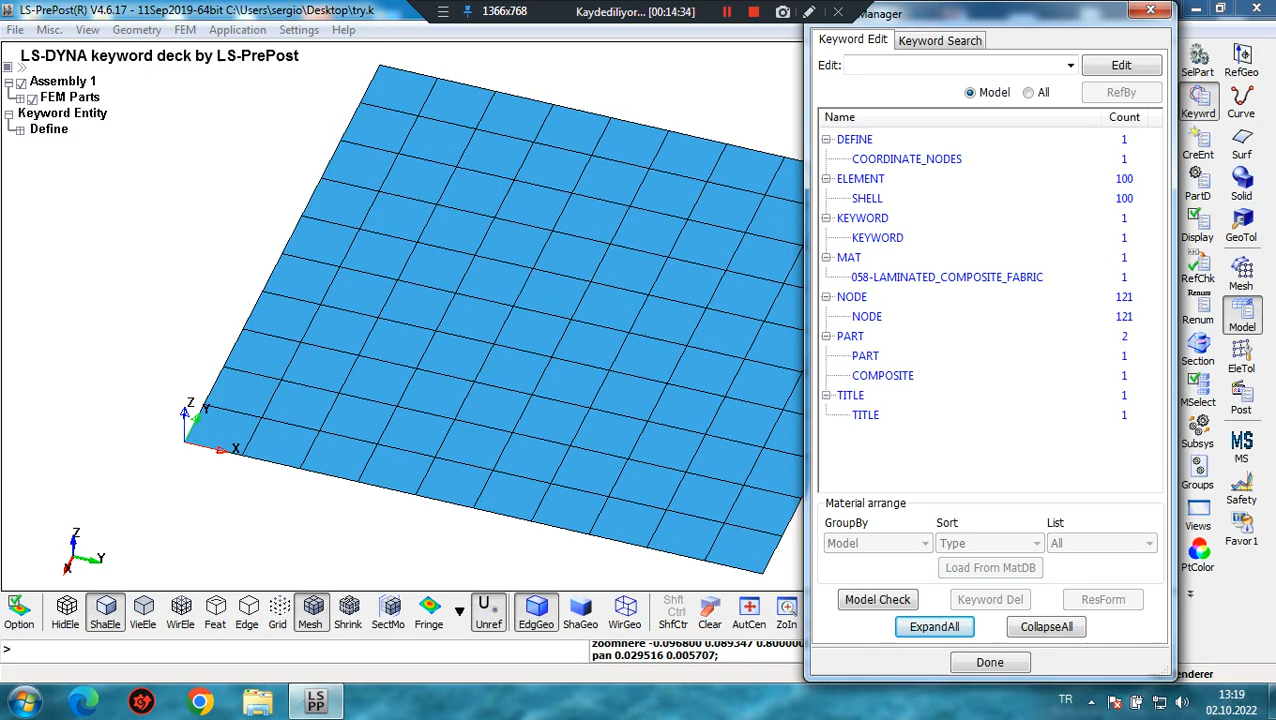 LS-PrePost(R) V4.6.17 - 11Sep2019-64bit C:\Users\sergio\Desktop\try.k
1366x768
Kaydediliyor...
00:14:34
Manager
File Misc. View Geometry FEM Application Settings Help
LS-DYNA keyword deck by LS-PrePost
Assembly 1
FEM Parts
Keyword Entity
Define
Z
Y
X
Z
Y
X
Keyword Edit Keyword Search
Edit: Edit
Model All RefBy
Name Count
DEFINE 1
COORDINATE_NODES 1
ELEMENT 100
SHELL 100
KEYWORD 1
KEYWORD 1
MAT 1
058-LAMINATED_COMPOSITE_FABRIC 1
NODE 121
NODE 121
PART 2
PART 1
COMPOSITE 1
TITLE 1
TITLE 1
Material arrange
GroupBy Sort List
Model Type All
Load From MatDB
Model Check Keyword Del ResForm
ExpandAll CollapseAll
Done
SelPart RefGeo
Keywrd Curve
CreEnt Surf
PartD Solid
Display GeoTol
RefChk Mesh
Renum
Renum Model
Section EleTol
MSelect Post
Subsys MS
MS
Groups Safety
Views Favor1
PtColor
Option HidEle ShaEle VieEle WirEle Feat Edge Grid Mesh Shrink SectMo Fringe Unref EdgGeo ShaGeo WirGeo Shft Ctrl Clear AutCen ZoIn
>
zoomhere -0.096800 0.089347 0.800000
pan 0.029516 0.005707;
nderer
LS
PP
TR
13:19
02.10.2022